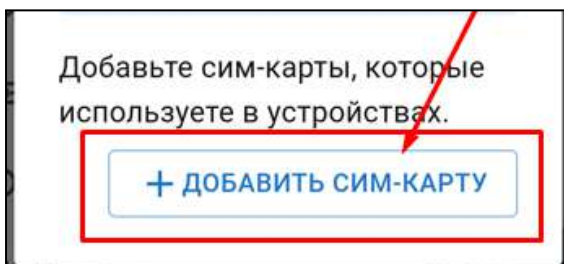 Добавьте сим-карты, которые
используете в устройствах.
+ ДОБАВИТЬ СИМ-КАРТУ